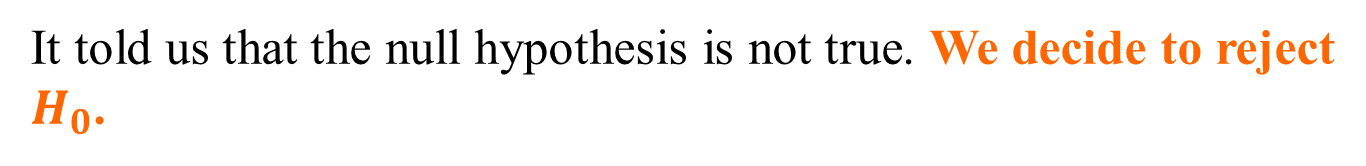 It told us that the null hypothesis is not true. We decide to reject
H₀.